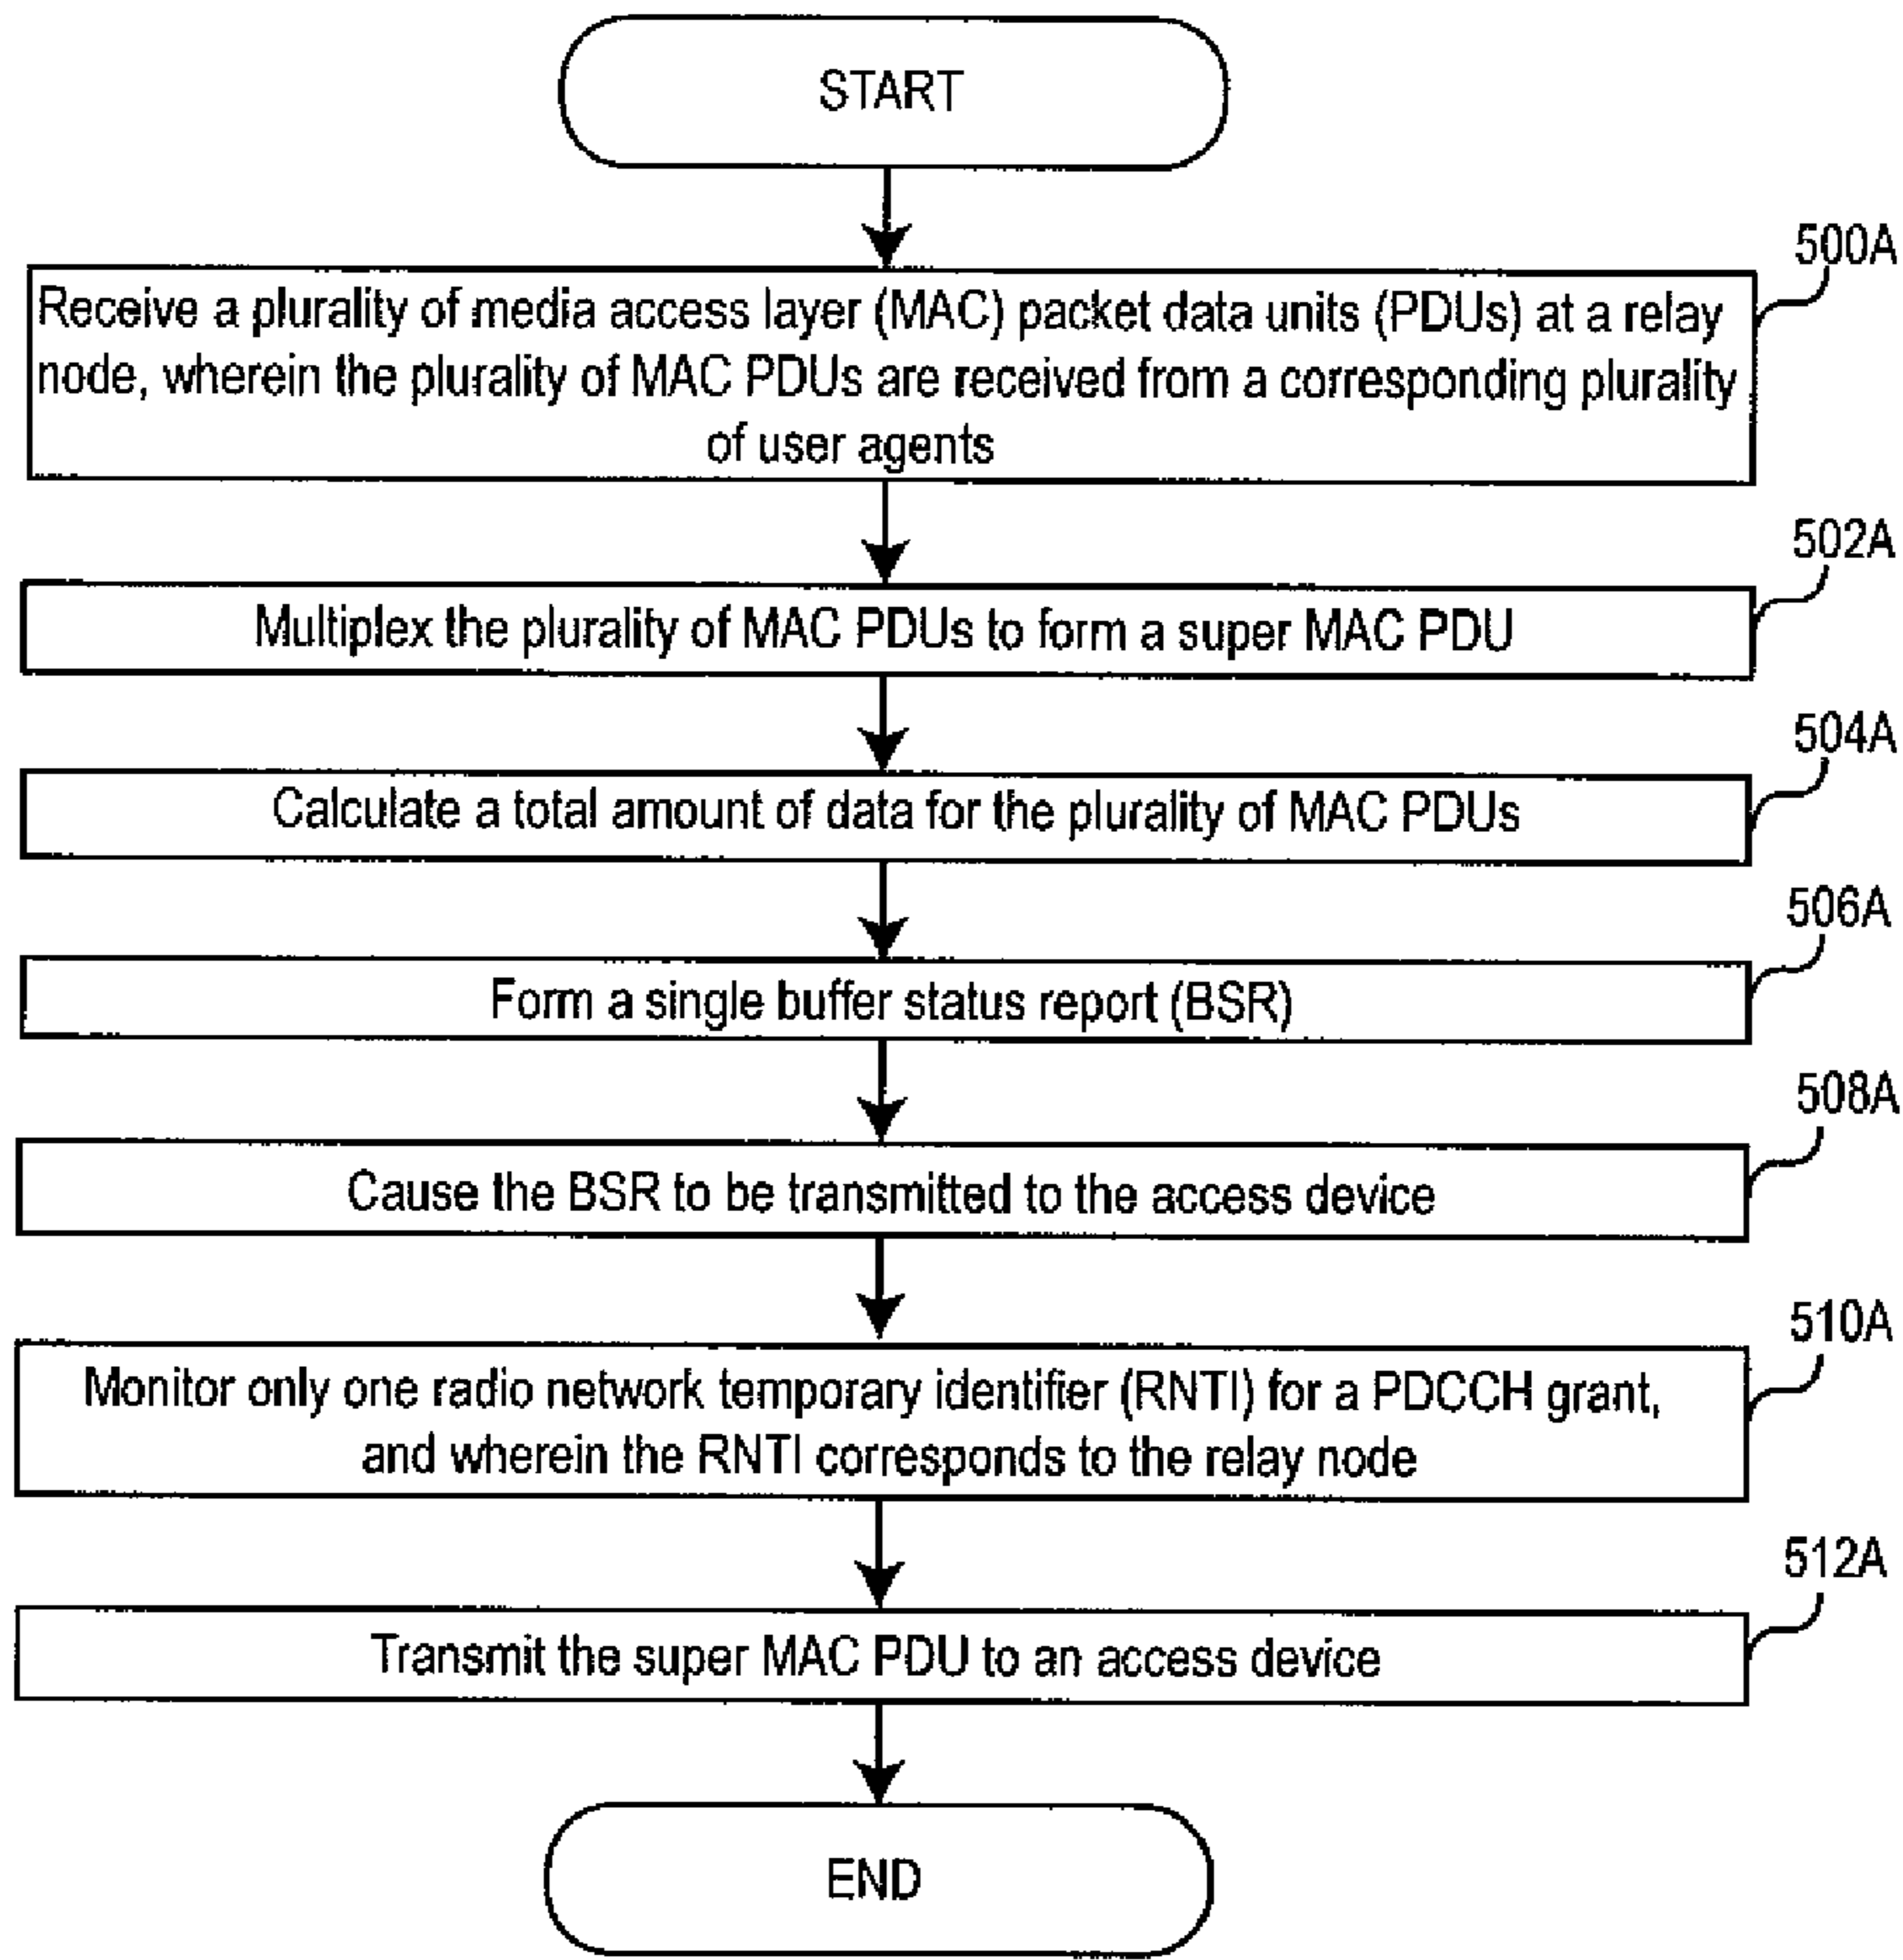 START
500A
Receive a plurality of media access layer (MAC) packet data units (PDUs) at a relay
node, wherein the plurality of MAC PDUs are received from a corresponding plurality
of user agents
502A
Multiplex the plurality of MAC PDUs to form a super MAC PDU
504A
Calculate a total amount of data for the plurality of MAC PDUs
506A
Form a single buffer status report (BSR)
508A
Cause the BSR to be transmitted to the access device
510A
Monitor only one radio network temporary identifier (RNTI) for a PDCCH grant,
and wherein the RNTI corresponds to the relay node
512A
Transmit the super MAC PDU to an access device
END